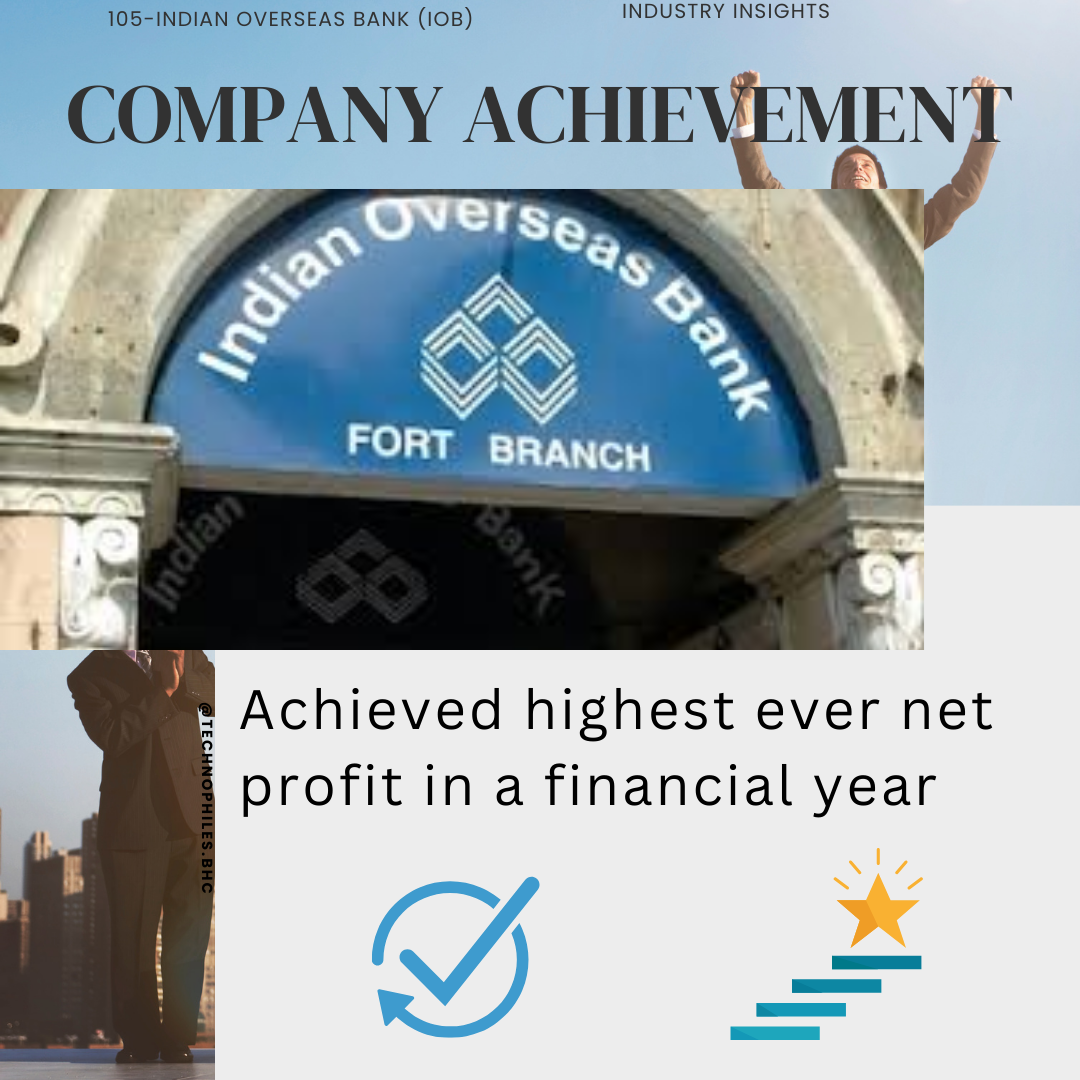 105-INDIAN OVERSEAS BANK (IOB)
INDUSTRY INSIGHTS
COMPANY ACHIEVEMENT
Indian Overseas Bank
FORT BRANCH
Indian Bank
@TECHNOPHILES.BHC
Achieved highest ever net
profit in a financial year